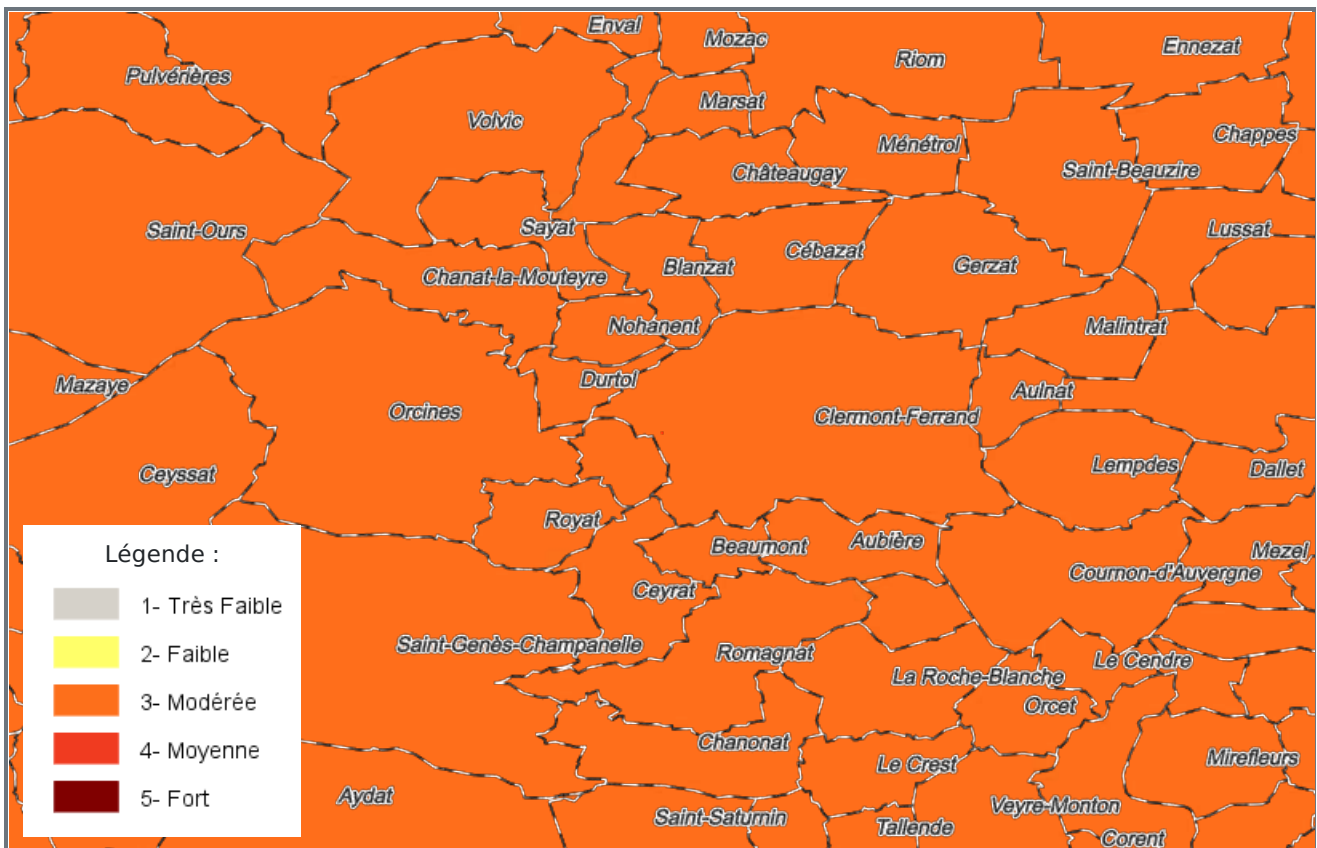 Enval
Mozac
Riom
Ennezat
Pulvérières
Marsat
Volvic
Ménétrol
Chappes
Châteaugay
Saint-Beauzire
Saint-Ours
Sayat
Lussat
Cébazat
Blanzat
Gerzat
Chanat-la-Mouteyre
Nohanent
Malintrat
Mazaye
Durtol
Aulnat
Orcines
Clermont-Ferrand
Ceyssat
Lempdes
Dallet
Royat
Beaumont
Aubière
Mezel
Cournon-d'Auvergne
Ceyrat
Saint-Genès-Champanelle
Romagnat
Le Cendre
La Roche-Blanche
Orcet
Chanonat
Le Crest
Mirefleurs
Aydat
Veyre-Monton
Saint-Saturnin
Tallende
Corent
Légende :
1- Très Faible
2- Faible
3- Modérée
4- Moyenne
5- Fort